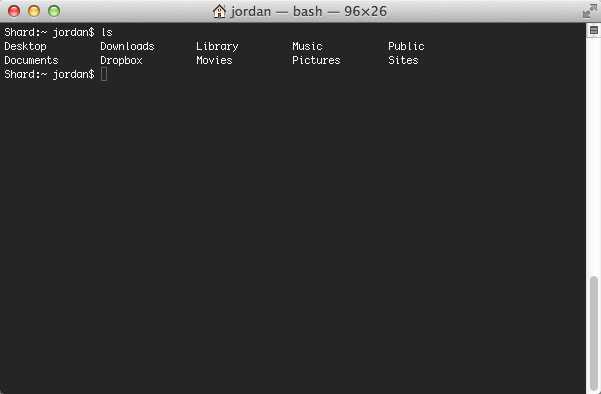 jordan — bash — 96×26
Shard:~ jordan$ ls
Desktop Downloads Library Music Public
Documents Dropbox Movies Pictures Sites
Shard:~ jordan$